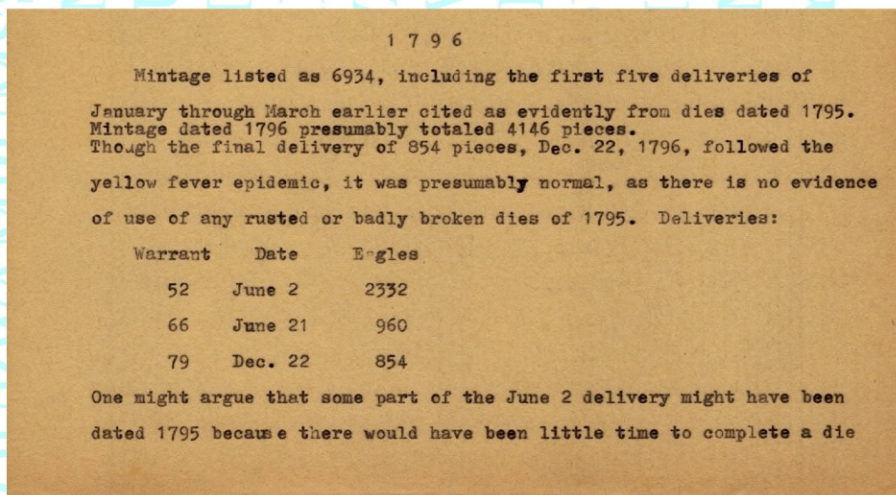 1 7 9 6
Mintage listed as 6934, including the first five deliveries of
January through March earlier cited as evidently from dies dated 1795.
Mintage dated 1796 presumably totaled 4146 pieces.
Though the final delivery of 854 pieces, Dec. 22, 1796, followed the
yellow fever epidemic, it was presumably normal, as there is no evidence
of use of any rusted or badly broken dies of 1795. Deliveries:
Warrant Date Eagles
52 June 2 2332
66 June 21 960
79 Dec. 22 854
One might argue that some part of the June 2 delivery might have been
dated 1795 because there would have been little time to complete a die